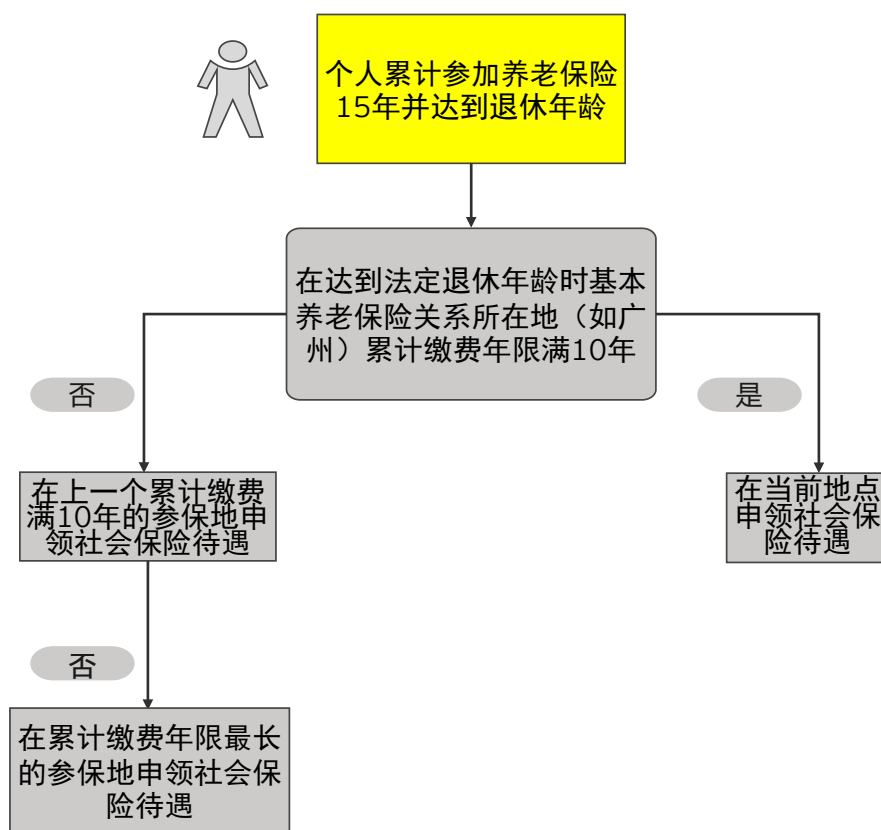 个人累计参加养老保险
15年并达到退休年龄
在达到法定退休年龄时基本
养老保险关系所在地（如广
州）累计缴费年限满10年
否
是
在上一个累计缴费
满10年的参保地申
领社会保险待遇
在当前地点
申领社会保
险待遇
否
在累计缴费年限最长
的参保地申领社会保
险待遇